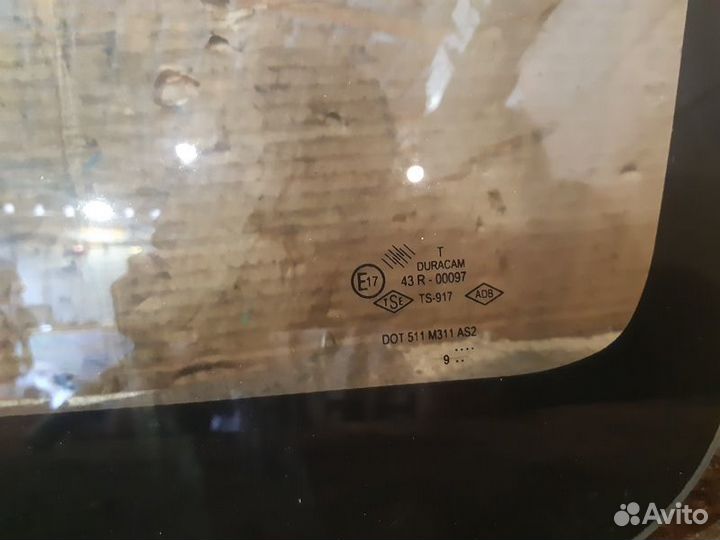 T
DURACAM
E17 43 R - 00097
TSE TS-917 ADB
DOT 511 M311 AS2
....
9 ..
Avito